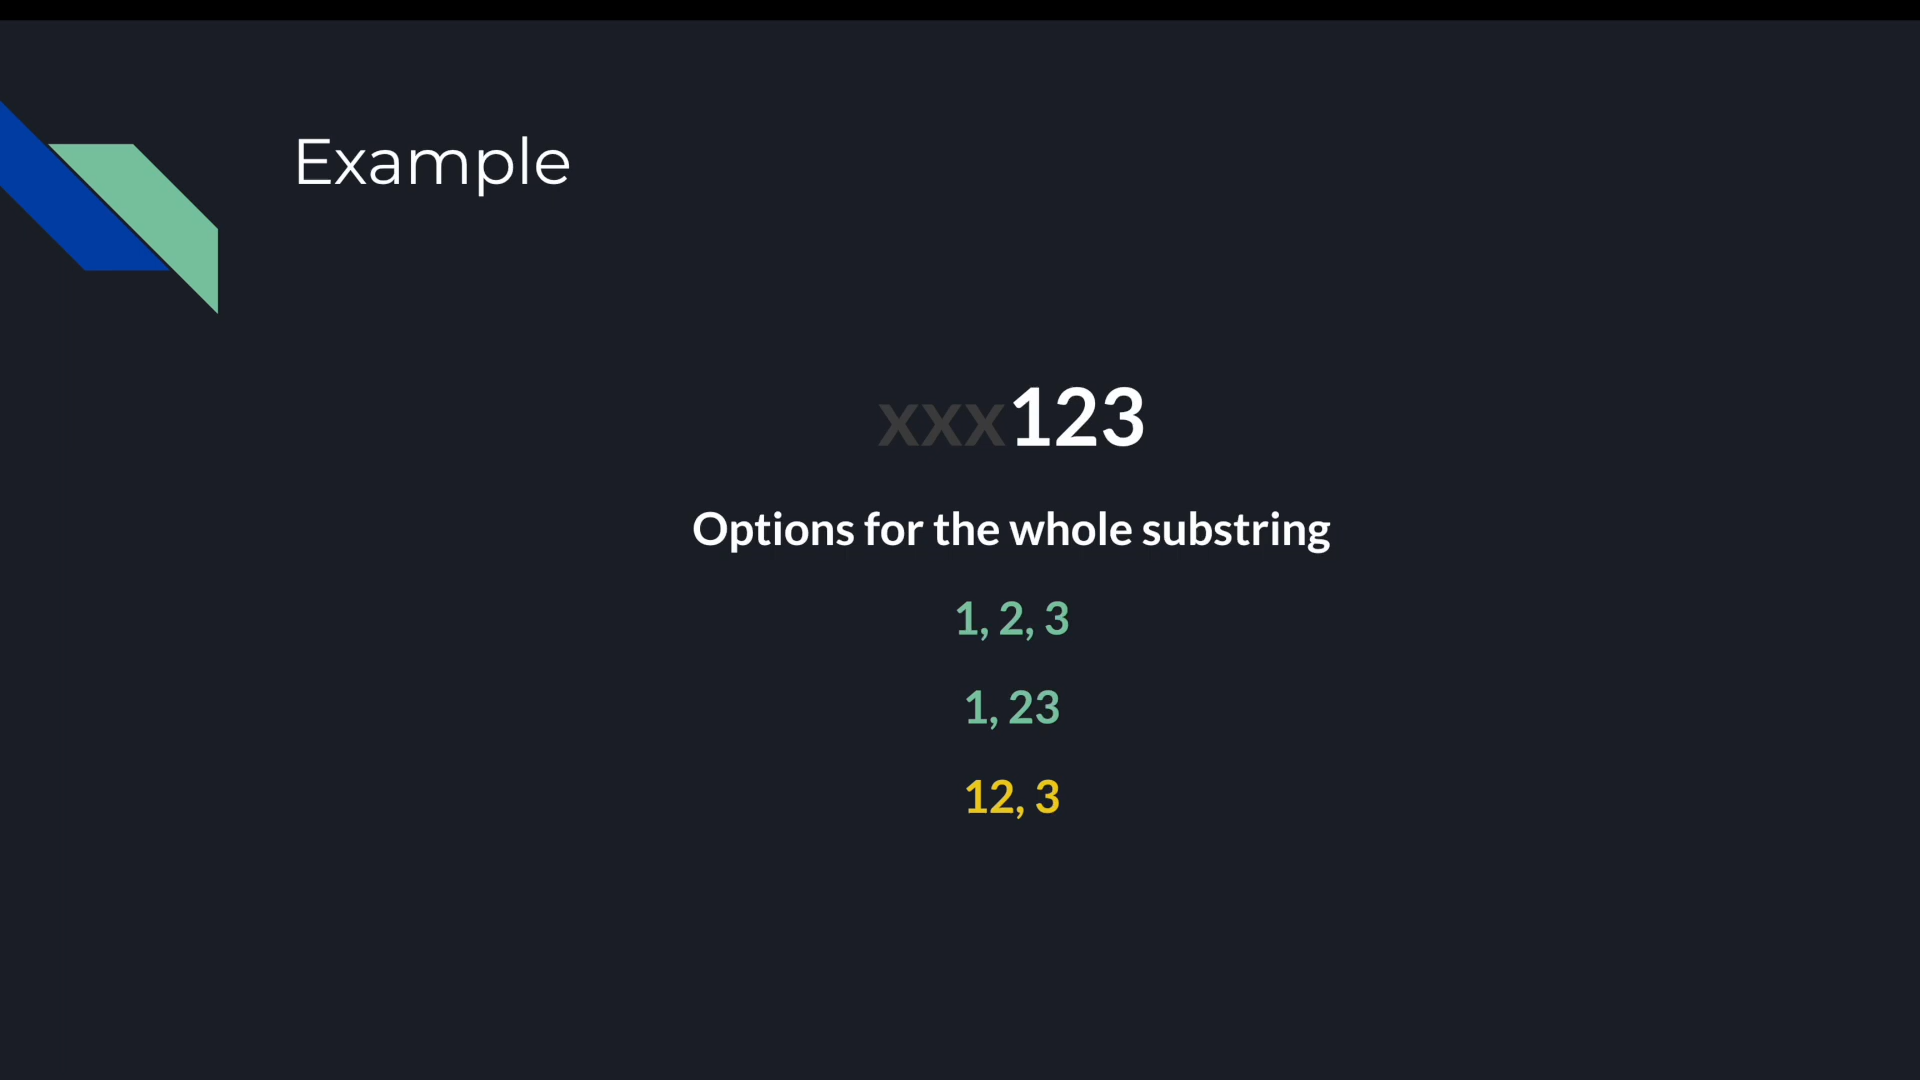 Example
xxx123
Options for the whole substring
1, 2, 3
1, 23
12, 3